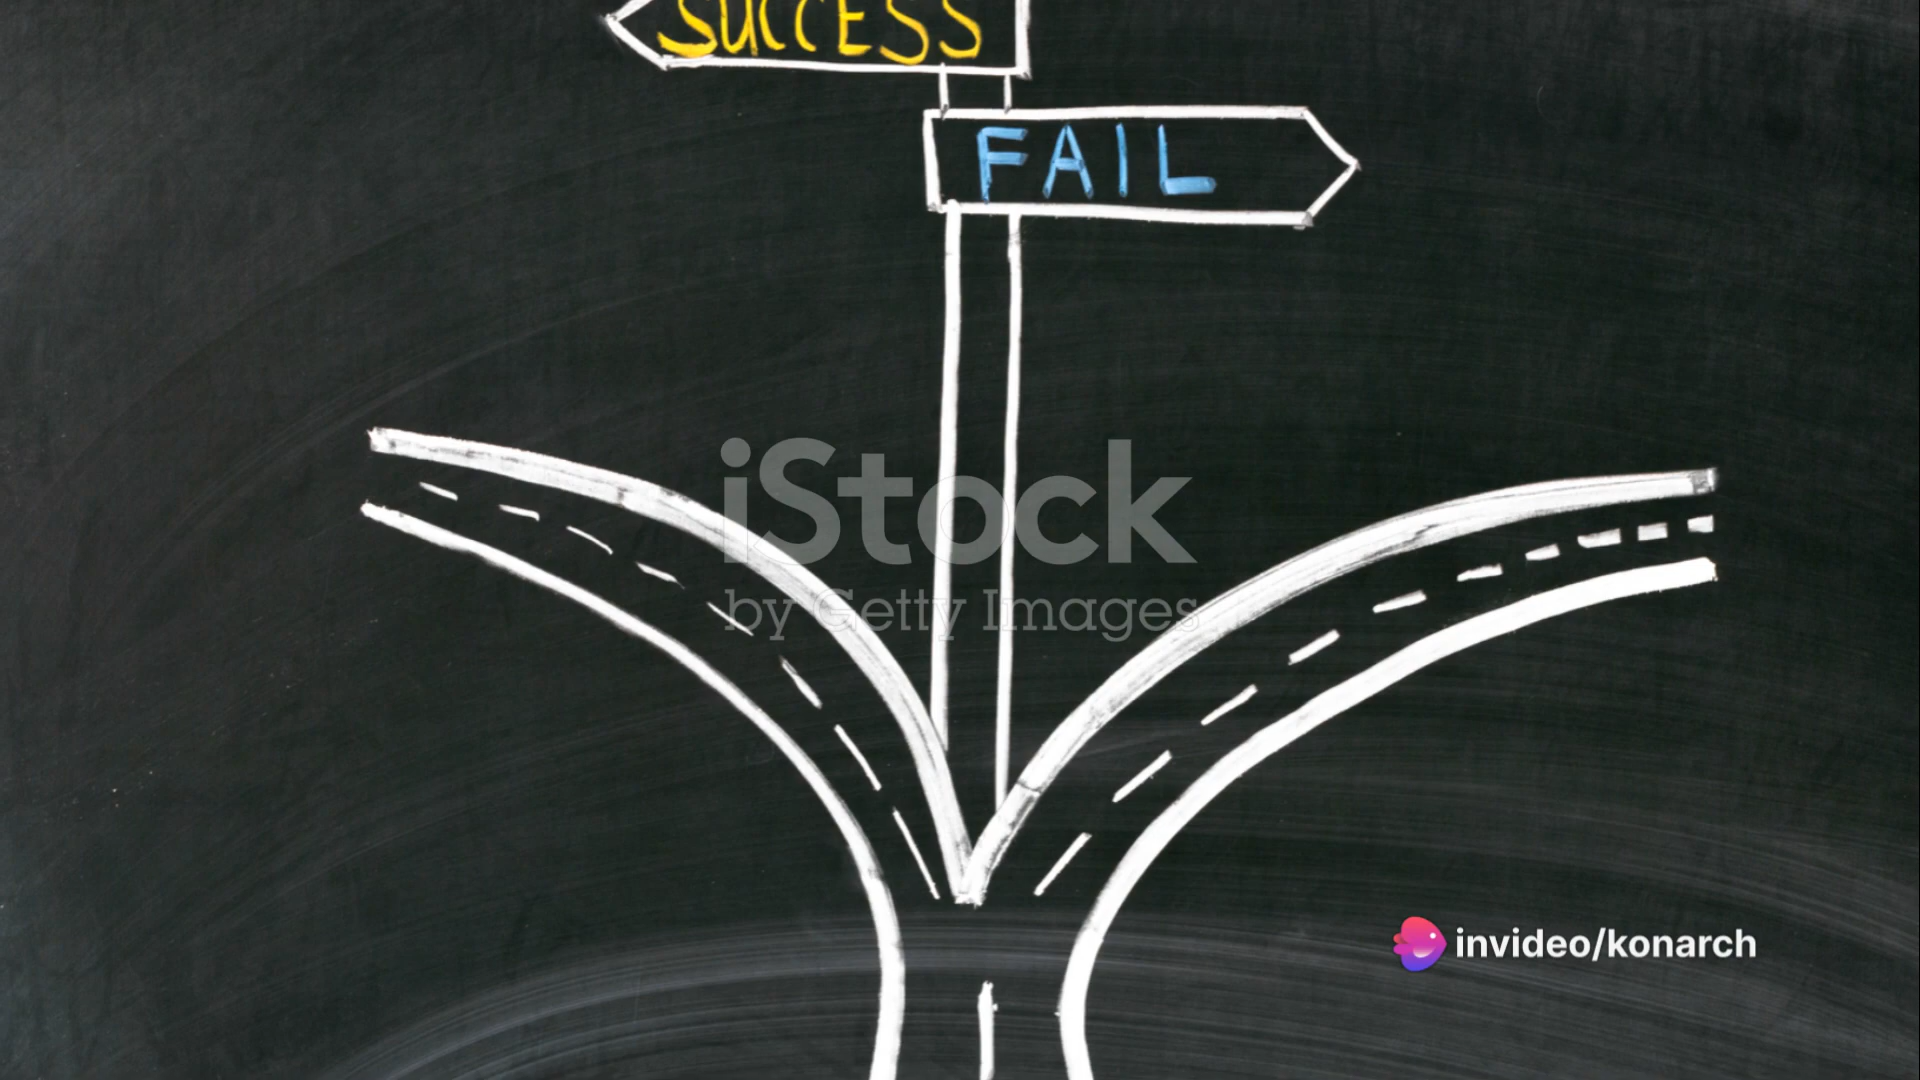 SUCCESS
FAIL
iStock
by Getty Images
invideo/konarch